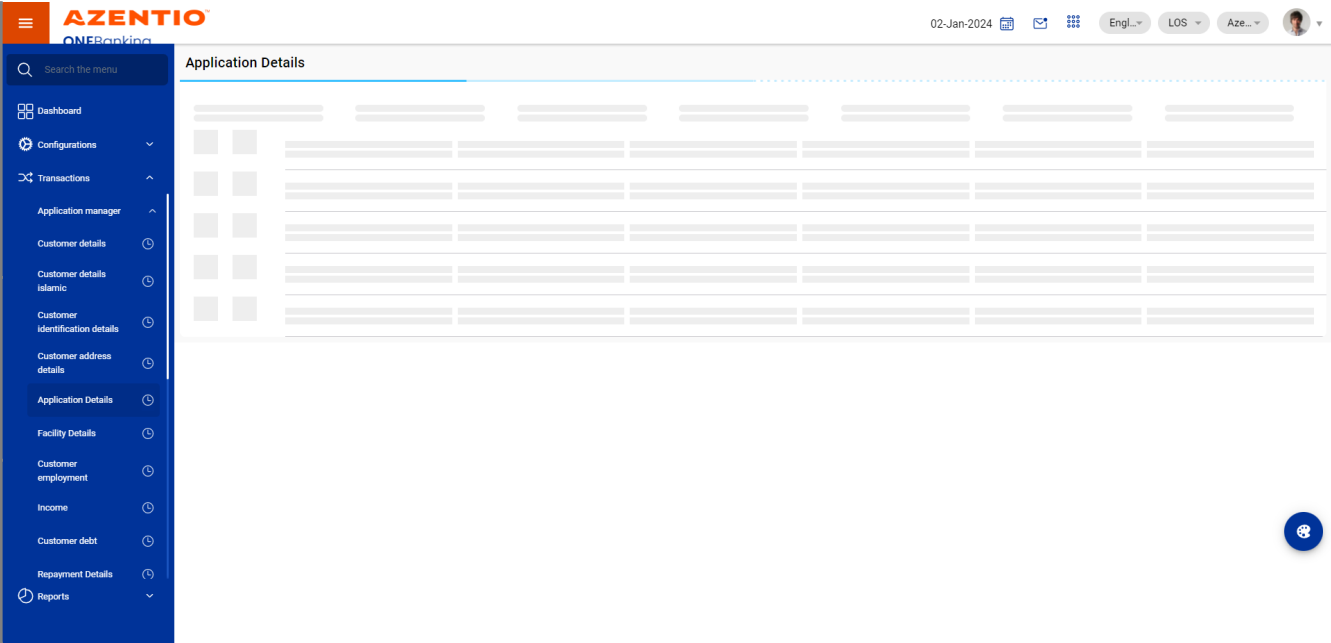 AZENTIO
ONEBanking
02-Jan-2024
Engl...
LOS
Aze...
Search the menu
Application Details
Dashboard
Configurations
Transactions
Application manager
Customer details
Customer details
islamic
Customer
identification details
Customer address
details
Application Details
Facility Details
Customer
employment
Income
Customer debt
Repayment Details
Reports